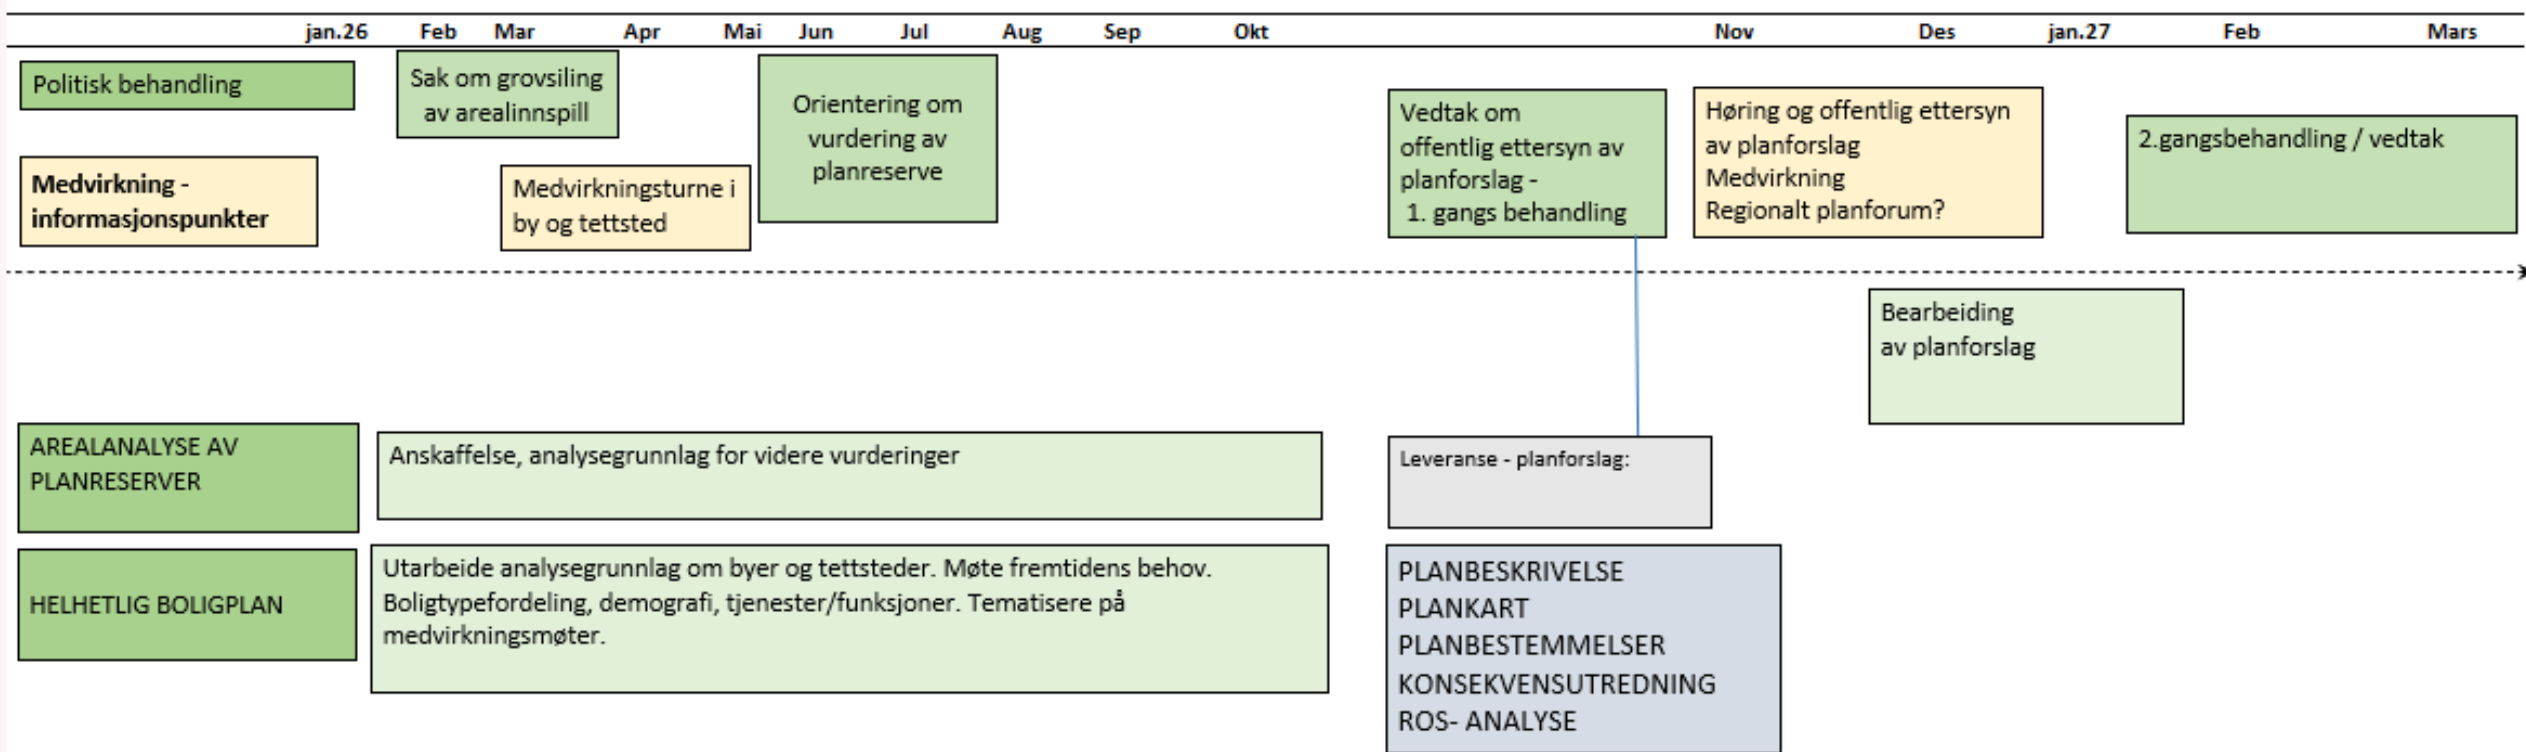 jan.26 Feb Mar Apr Mai Jun Jul Aug Sep Okt Nov Des jan.27 Feb Mars
Politisk behandling
Sak om grovsiling
av arealinnspill
Orientering om
vurdering av
planreserve
Vedtak om
offentlig ettersyn av
planforslag -
1. gangs behandling
Høring og offentlig ettersyn
av planforslag
Medvirkning
Regionalt planforum?
2.gangsbehandling / vedtak
Medvirkning -
informasjonspunkter
Medvirkningsturne i
by og tettsted
Bearbeiding
av planforslag
AREALANALYSE AV
PLANRESERVER
Anskaffelse, analysegrunnlag for videre vurderinger
Leveranse - planforslag:
HELHETLIG BOLIGPLAN
Utarbeide analysegrunnlag om byer og tettsteder. Møte fremtidens behov.
Boligtypefordeling, demografi, tjenester/funksjoner. Tematisere på
medvirkningsmøter.
PLANBESKRIVELSE
PLANKART
PLANBESTEMMELSER
KONSEKVENSUTREDNING
ROS- ANALYSE